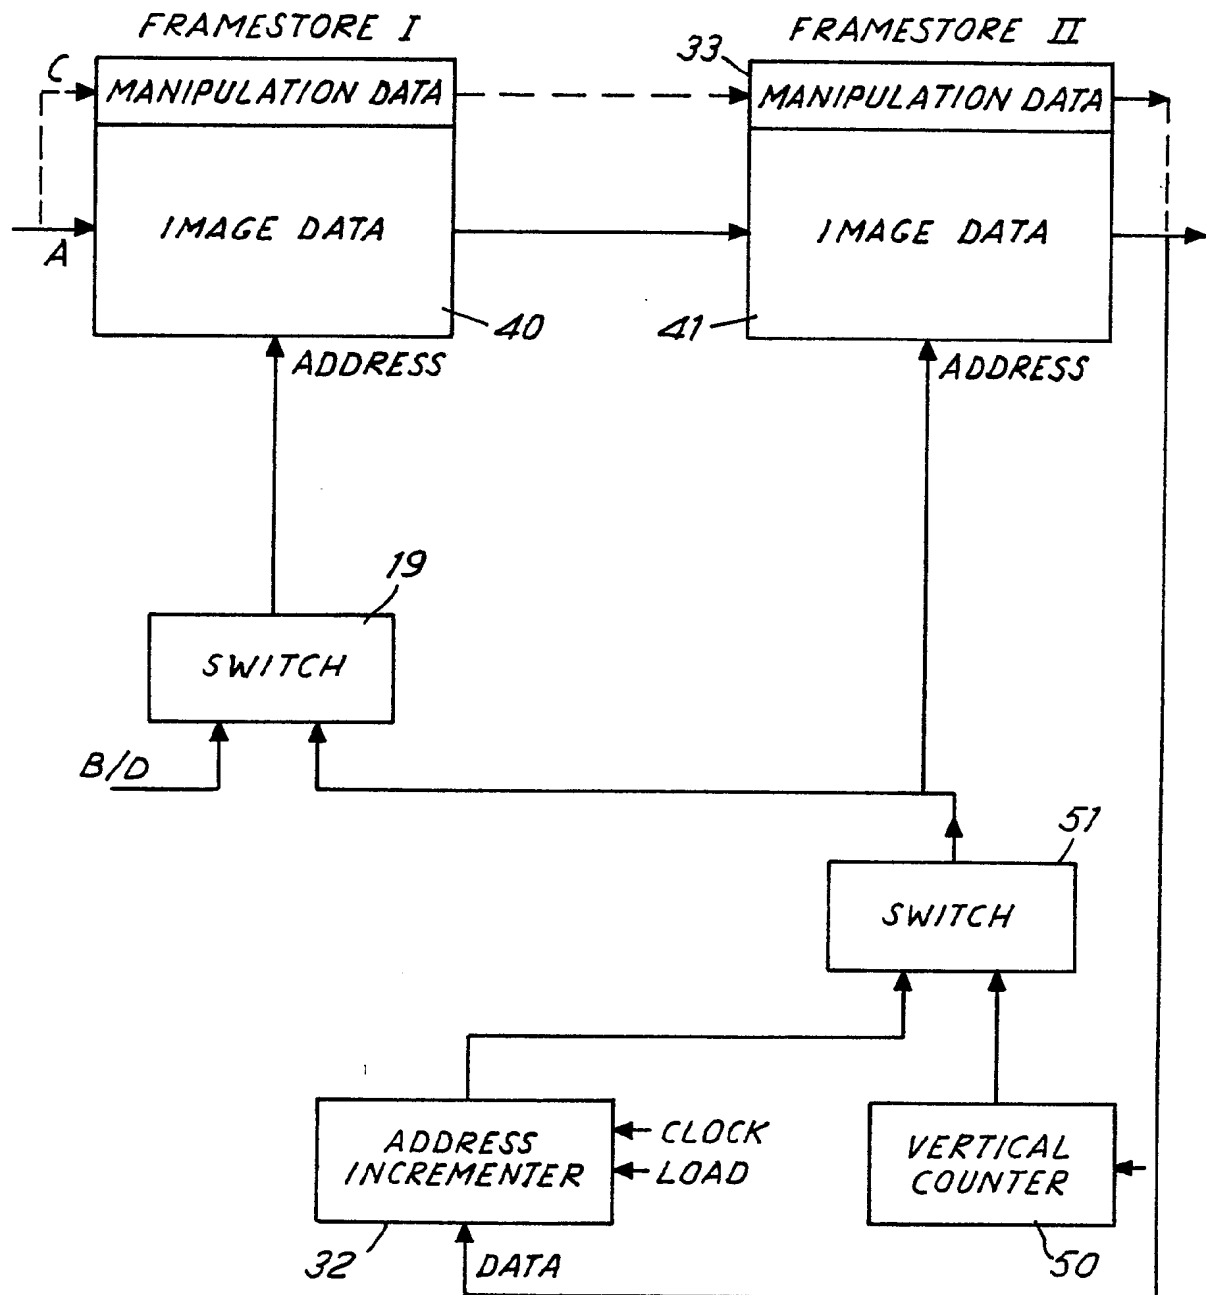 FRAMESTORE I
FRAMESTORE II
C
33
MANIPULATION DATA
MANIPULATION DATA
IMAGE DATA
IMAGE DATA
A
40
41
ADDRESS
ADDRESS
19
SWITCH
B/D
51
SWITCH
ADDRESS
INCREMENTER
CLOCK
LOAD
VERTICAL
COUNTER
32
DATA
50